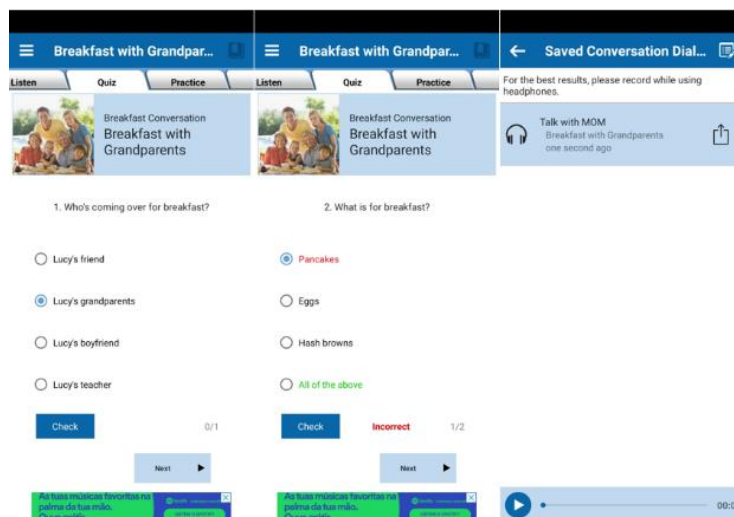 Breakfast with Grandpar...
Listen
Quiz
Practice
Breakfast Conversation
Breakfast with
Grandparents
1. Who's coming over for breakfast?
Lucy's friend
Lucy's grandparents
Lucy's boyfriend
Lucy's teacher
Check
0/1
Next
As tuas músicas favoritas na
palma da tua mão.
Breakfast with Grandpar...
Listen
Quiz
Practice
Breakfast Conversation
Breakfast with
Grandparents
2. What is for breakfast?
Pancakes
Eggs
Hash browns
All of the above
Check
Incorrect
1/2
Next
As tuas músicas favoritas na
palma da tua mão.
Saved Conversation Dial...
For the best results, please record while using
headphones.
Talk with MOM
Breakfast with Grandparents
one second ago